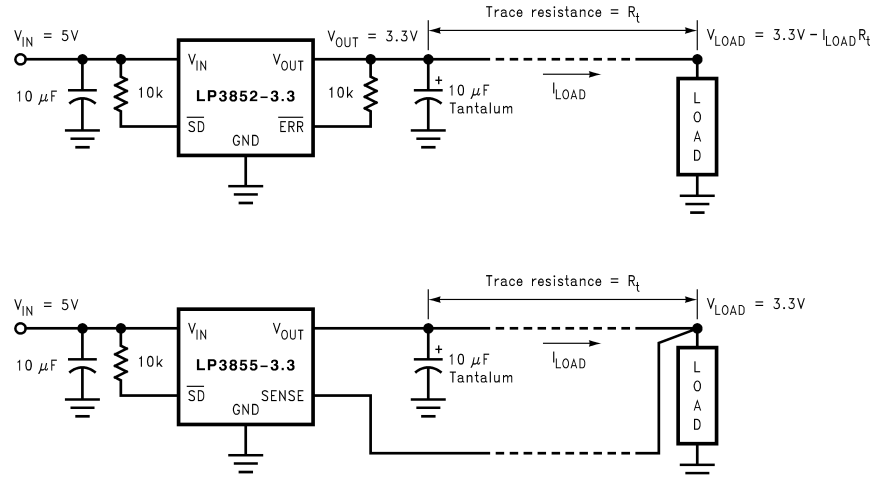 Trace resistance = Rt
VIN = 5V
VOUT = 3.3V
VLOAD = 3.3V - ILOADRt
VIN
VOUT
10 μF
10k
LP3852-3.3
10k
+
10 μF
Tantalum
ILOAD
LOAD
SD
ERR
GND
Trace resistance = Rt
VIN = 5V
VLOAD = 3.3V
VIN
VOUT
10 μF
10k
LP3855-3.3
+
10 μF
Tantalum
ILOAD
LOAD
SD
SENSE
GND